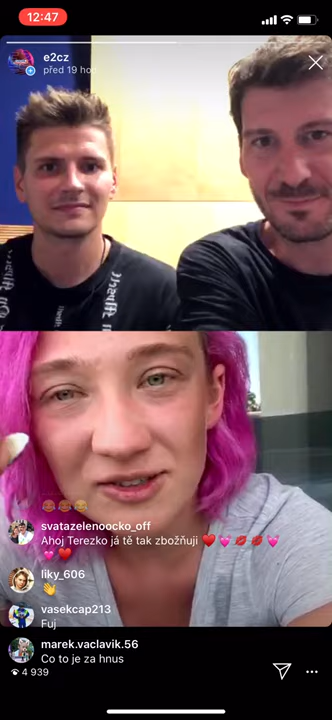 12:47
e2cz
před 19 ho
svatazelenoocko_off
Ahoj Terezko já tě tak zbožňuji ❤️💓💋💋💓
💓❤️
liky_606
👋
vasekcap213
Fuj
marek.vaclavik.56
Co to je za hnus
4 939